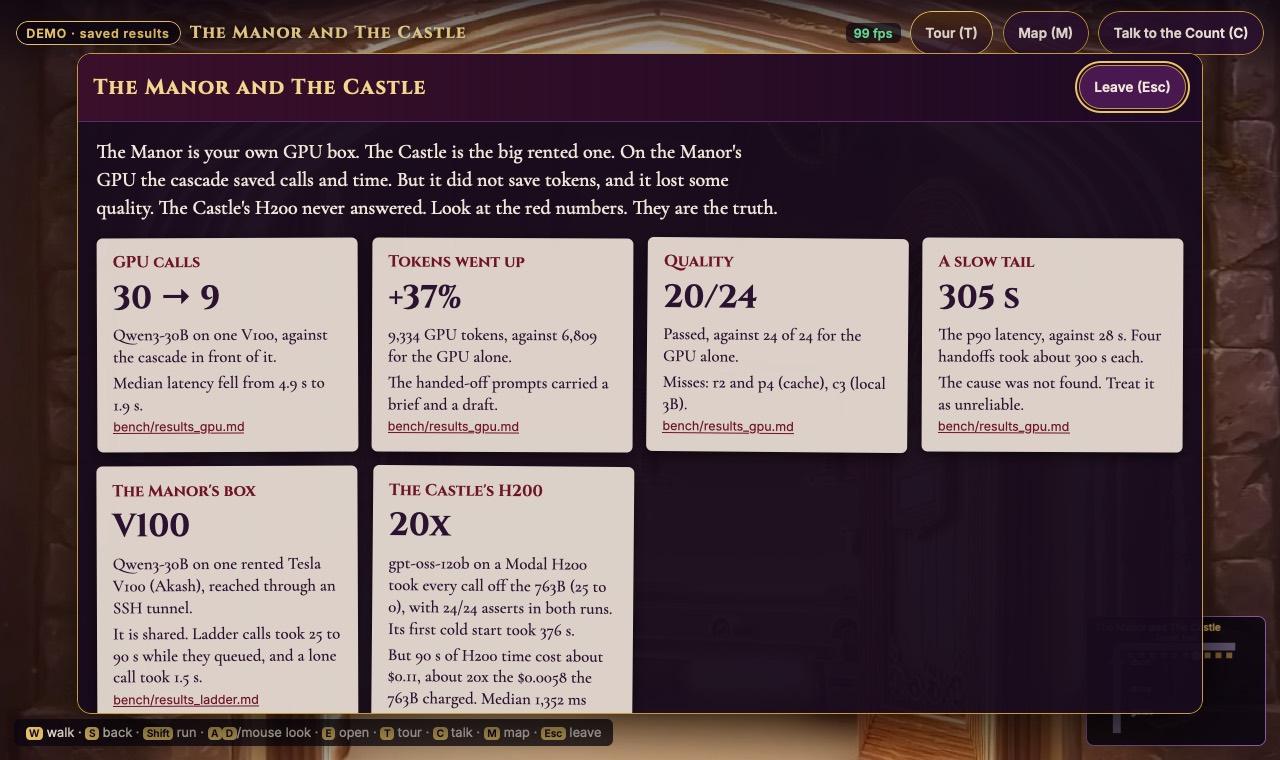 DEMO · saved results
The Manor and The Castle
99 fps
Tour (T)
Map (M)
Talk to the Count (C)
The Manor and The Castle
Leave (Esc)
The Manor is your own GPU box. The Castle is the big rented one. On the Manor's
GPU the cascade saved calls and time. But it did not save tokens, and it lost some
quality. The Castle's H200 never answered. Look at the red numbers. They are the truth.
GPU calls
30 → 9
Qwen3-30B on one V100, against
the cascade in front of it.
Median latency fell from 4.9 s to
1.9 s.
bench/results_gpu.md
Tokens went up
+37%
9,334 GPU tokens, against 6,809
for the GPU alone.
The handed-off prompts carried a
brief and a draft.
bench/results_gpu.md
Quality
20/24
Passed, against 24 of 24 for the
GPU alone.
Misses: r2 and p4 (cache), c3 (local
3B).
bench/results_gpu.md
A slow tail
305 s
The p90 latency, against 28 s. Four
handoffs took about 300 s each.
The cause was not found. Treat it
as unreliable.
bench/results_gpu.md
The Manor's box
V100
Qwen3-30B on one rented Tesla
V100 (Akash), reached through an
SSH tunnel.
It is shared. Ladder calls took 25 to
90 s while they queued, and a lone
call took 1.5 s.
bench/results_ladder.md
The Castle's H200
20x
gpt-oss-120b on a Modal H200
took every call off the 763B (25 to
0), with 24/24 asserts in both runs.
Its first cold start took 376 s.
But 90 s of H200 time cost about
$0.11, about 20x the $0.0058 the
763B charged. Median 1,352 ms
The Manor and The Castle
W walk · S back · Shift run · A D/mouse look · E open · T tour · C talk · M map · Esc leave